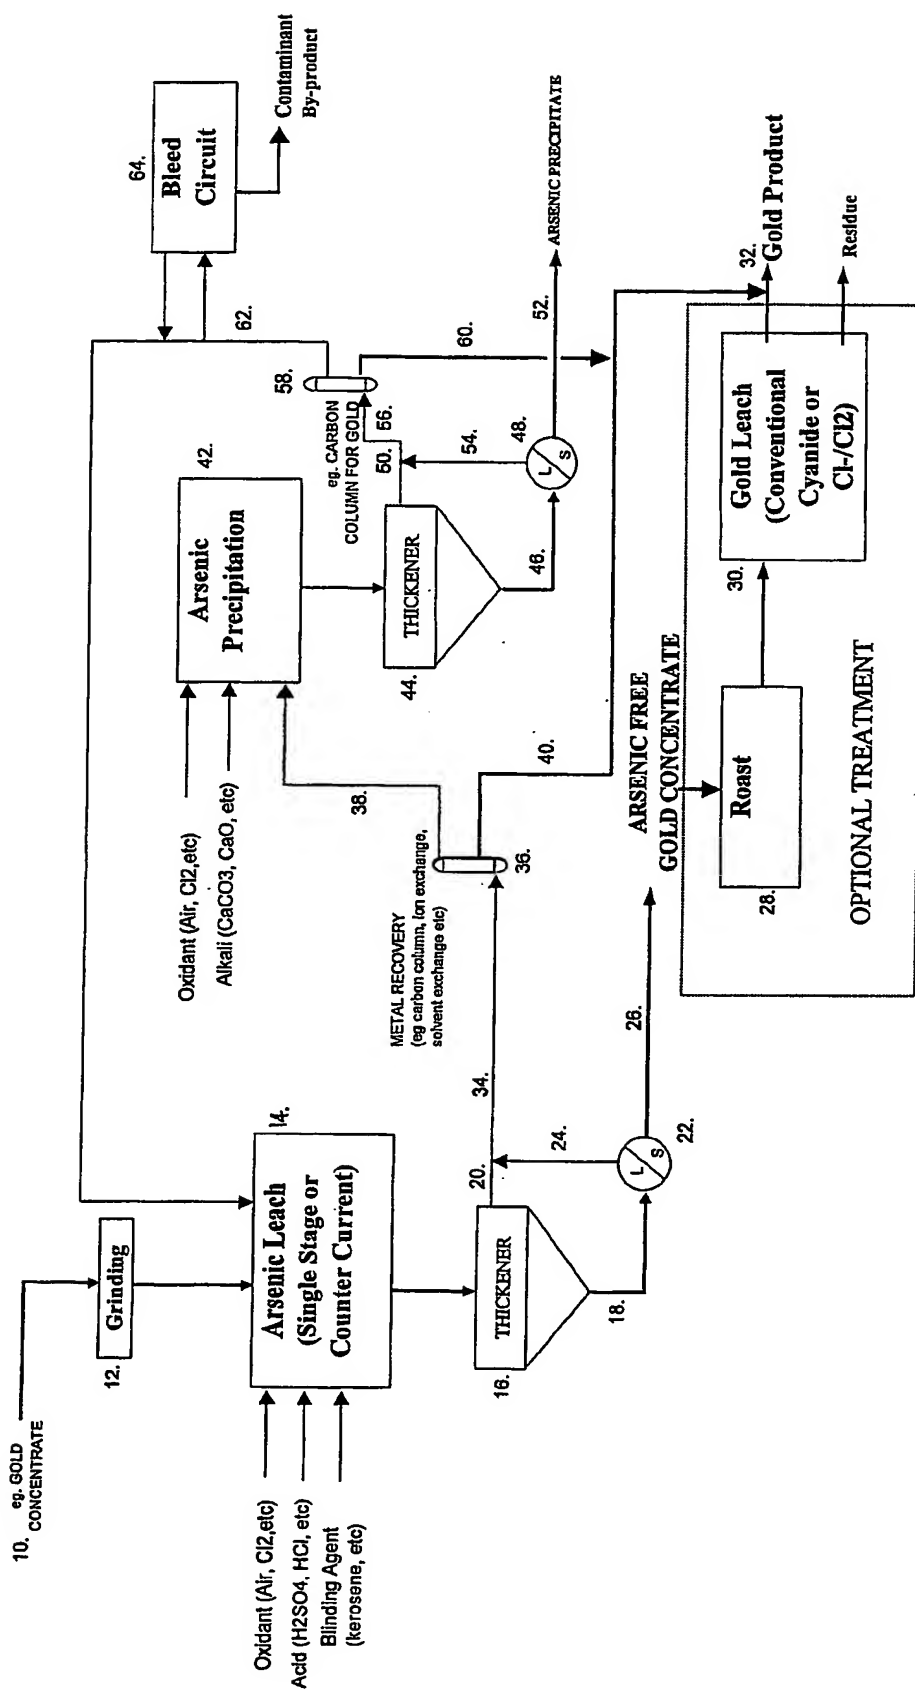 10.
eg. GOLD
CONCENTRATE
12.
Grinding
Oxidant (Air, Cl2,etc)
Acid (H2SO4, HCl, etc)
Blinding Agent
(kerosene, etc)
14.
Arsenic Leach
(Single Stage or
Counter Current)
16.
THICKENER
18.
20.
22.
L
S
24.
26.
ARSENIC FREE
GOLD CONCENTRATE
34.
METAL RECOVERY
(eg carbon column, Ion exchange,
solvent exchange etc)
36.
38.
40.
Oxidant (Air, Cl2,etc)
Alkali (CaCO3, CaO, etc)
42.
Arsenic
Precipitation
44.
THICKENER
46.
48.
L
S
50.
52.
ARSENIC PRECIPITATE
54.
56.
eg. CARBON
COLUMN FOR GOLD
58.
60.
62.
64.
Bleed
Circuit
Contaminant
By-product
28.
Roast
30.
Gold Leach
(Conventional
Cyanide or
Cl-/Cl2)
32.
Gold Product
Residue
OPTIONAL TREATMENT